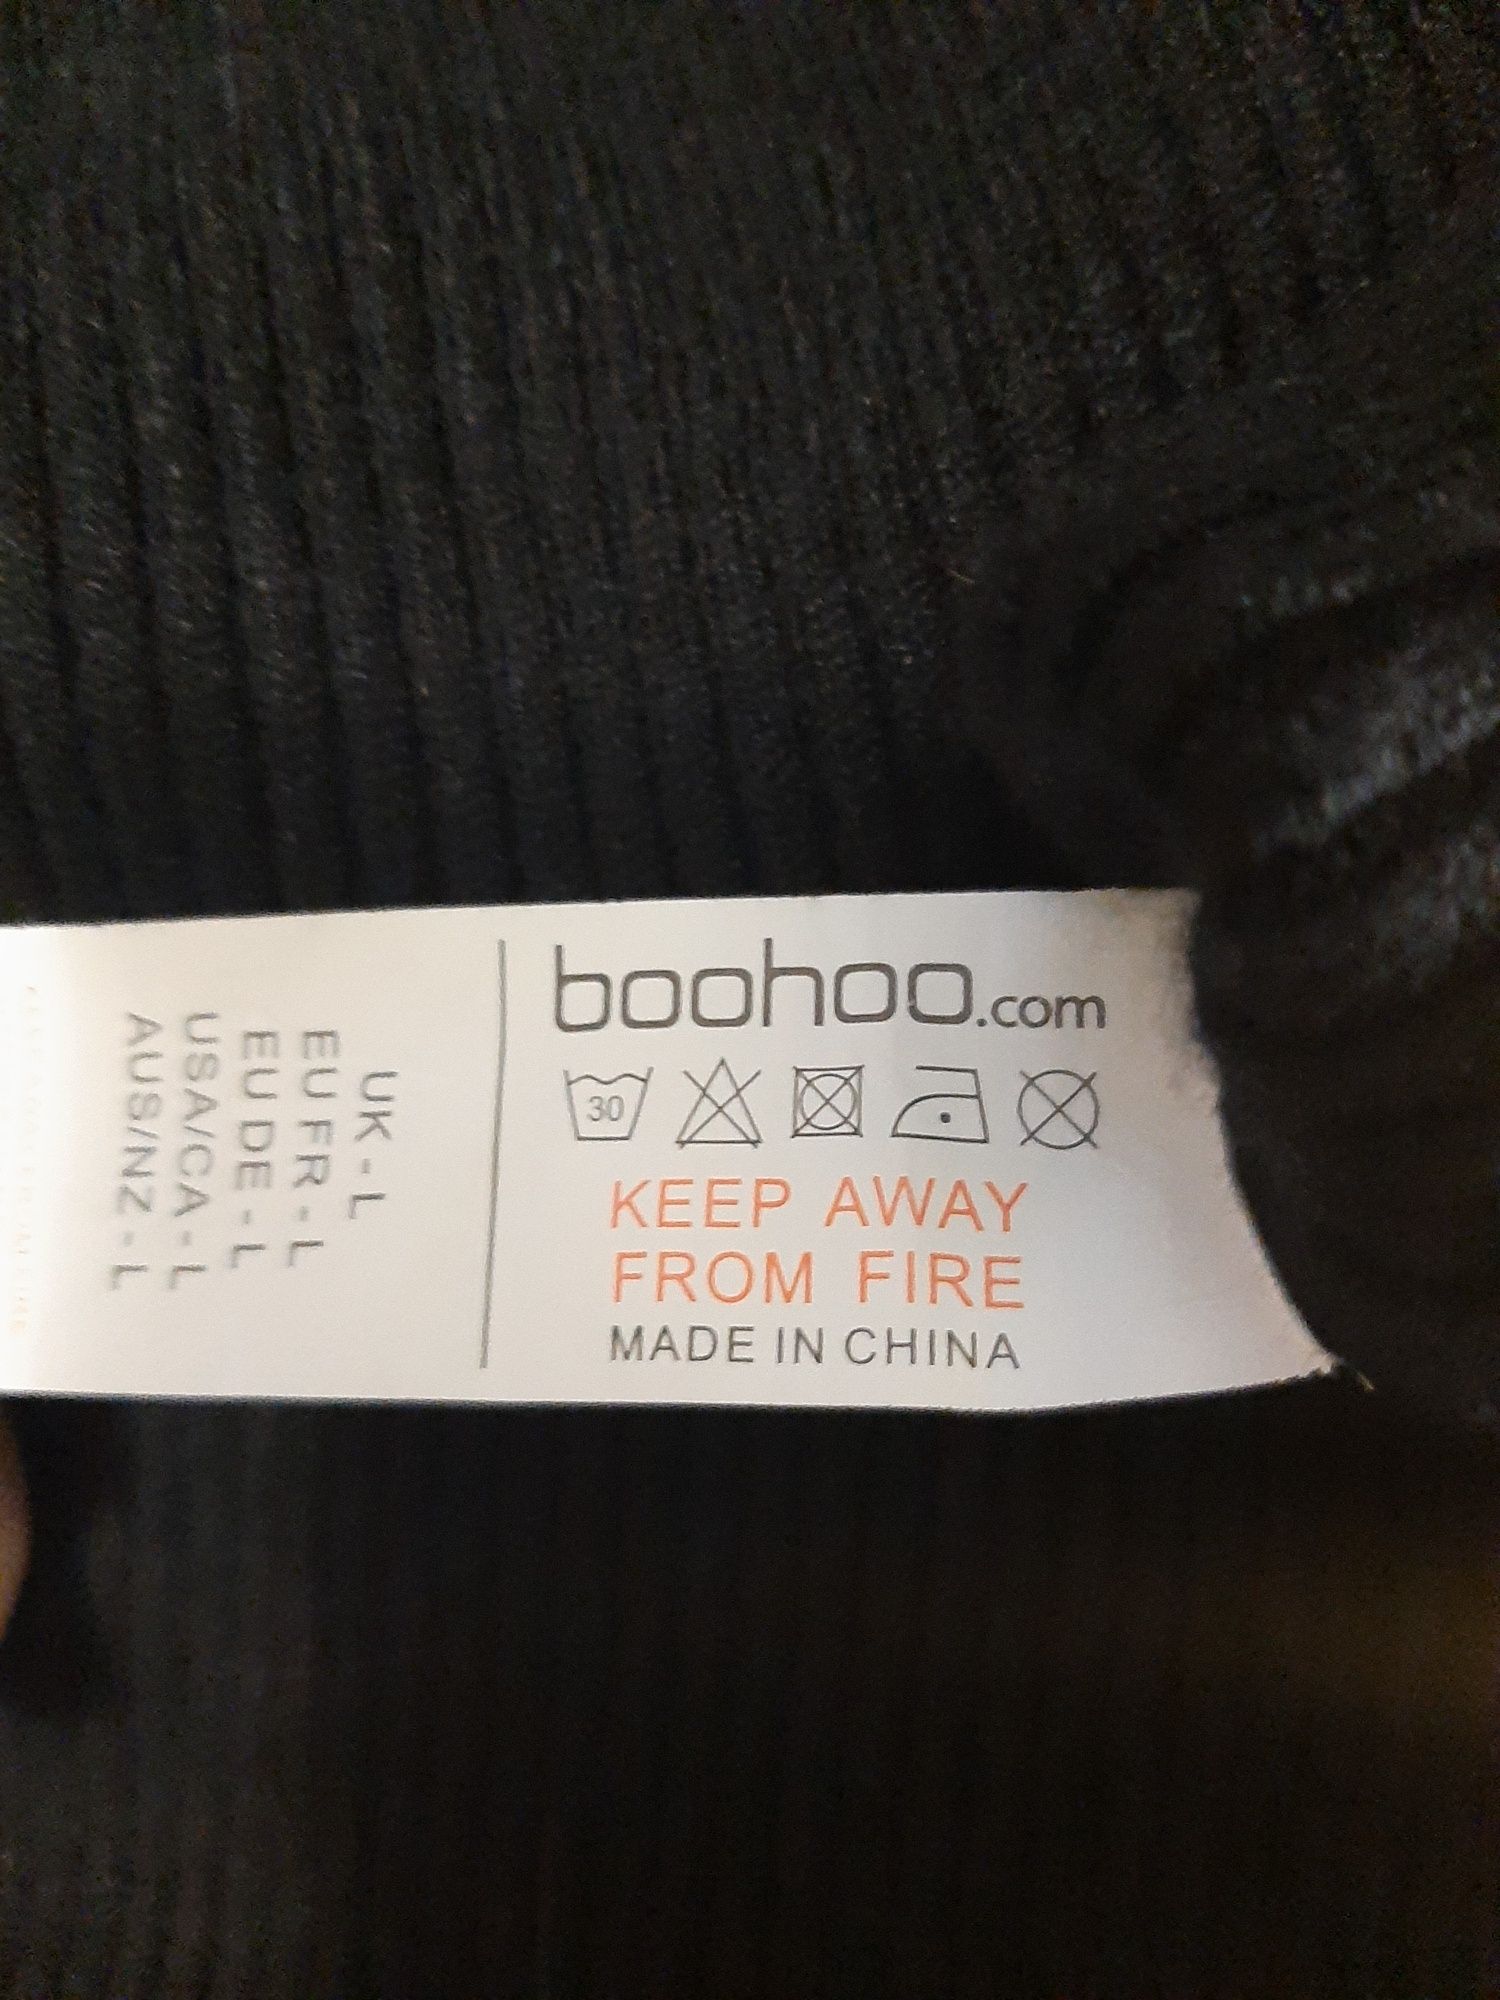 boohoo.com
30
KEEP AWAY
FROM FIRE
MADE IN CHINA
UK - L
EU FR - L
EU DE - L
USA/CA - L
AUS/NZ - L